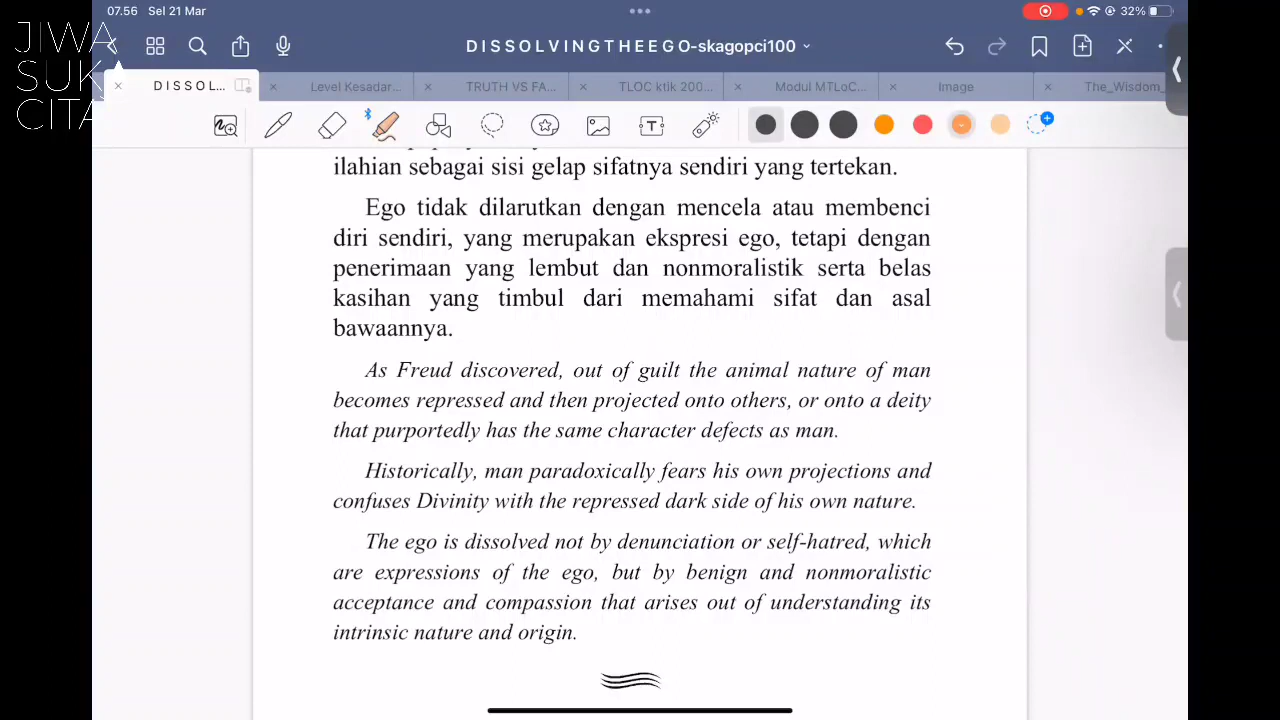 07.56 Sel 21 Mar
32%
JIWA
SUK
CITA
D I S S O L V I N G T H E E G O -skagopci100
D I S S O L...
Level Kesadar...
TRUTH VS FA...
TLOC ktik 200...
Modul MTLoC...
Image
The_Wisdom_
ilahian sebagai sisi gelap sifatnya sendiri yang tertekan.
Ego tidak dilarutkan dengan mencela atau membenci
diri sendiri, yang merupakan ekspresi ego, tetapi dengan
penerimaan yang lembut dan nonmoralistik serta belas
kasihan yang timbul dari memahami sifat dan asal
bawaannya.
As Freud discovered, out of guilt the animal nature of man
becomes repressed and then projected onto others, or onto a deity
that purportedly has the same character defects as man.
Historically, man paradoxically fears his own projections and
confuses Divinity with the repressed dark side of his own nature.
The ego is dissolved not by denunciation or self-hatred, which
are expressions of the ego, but by benign and nonmoralistic
acceptance and compassion that arises out of understanding its
intrinsic nature and origin.